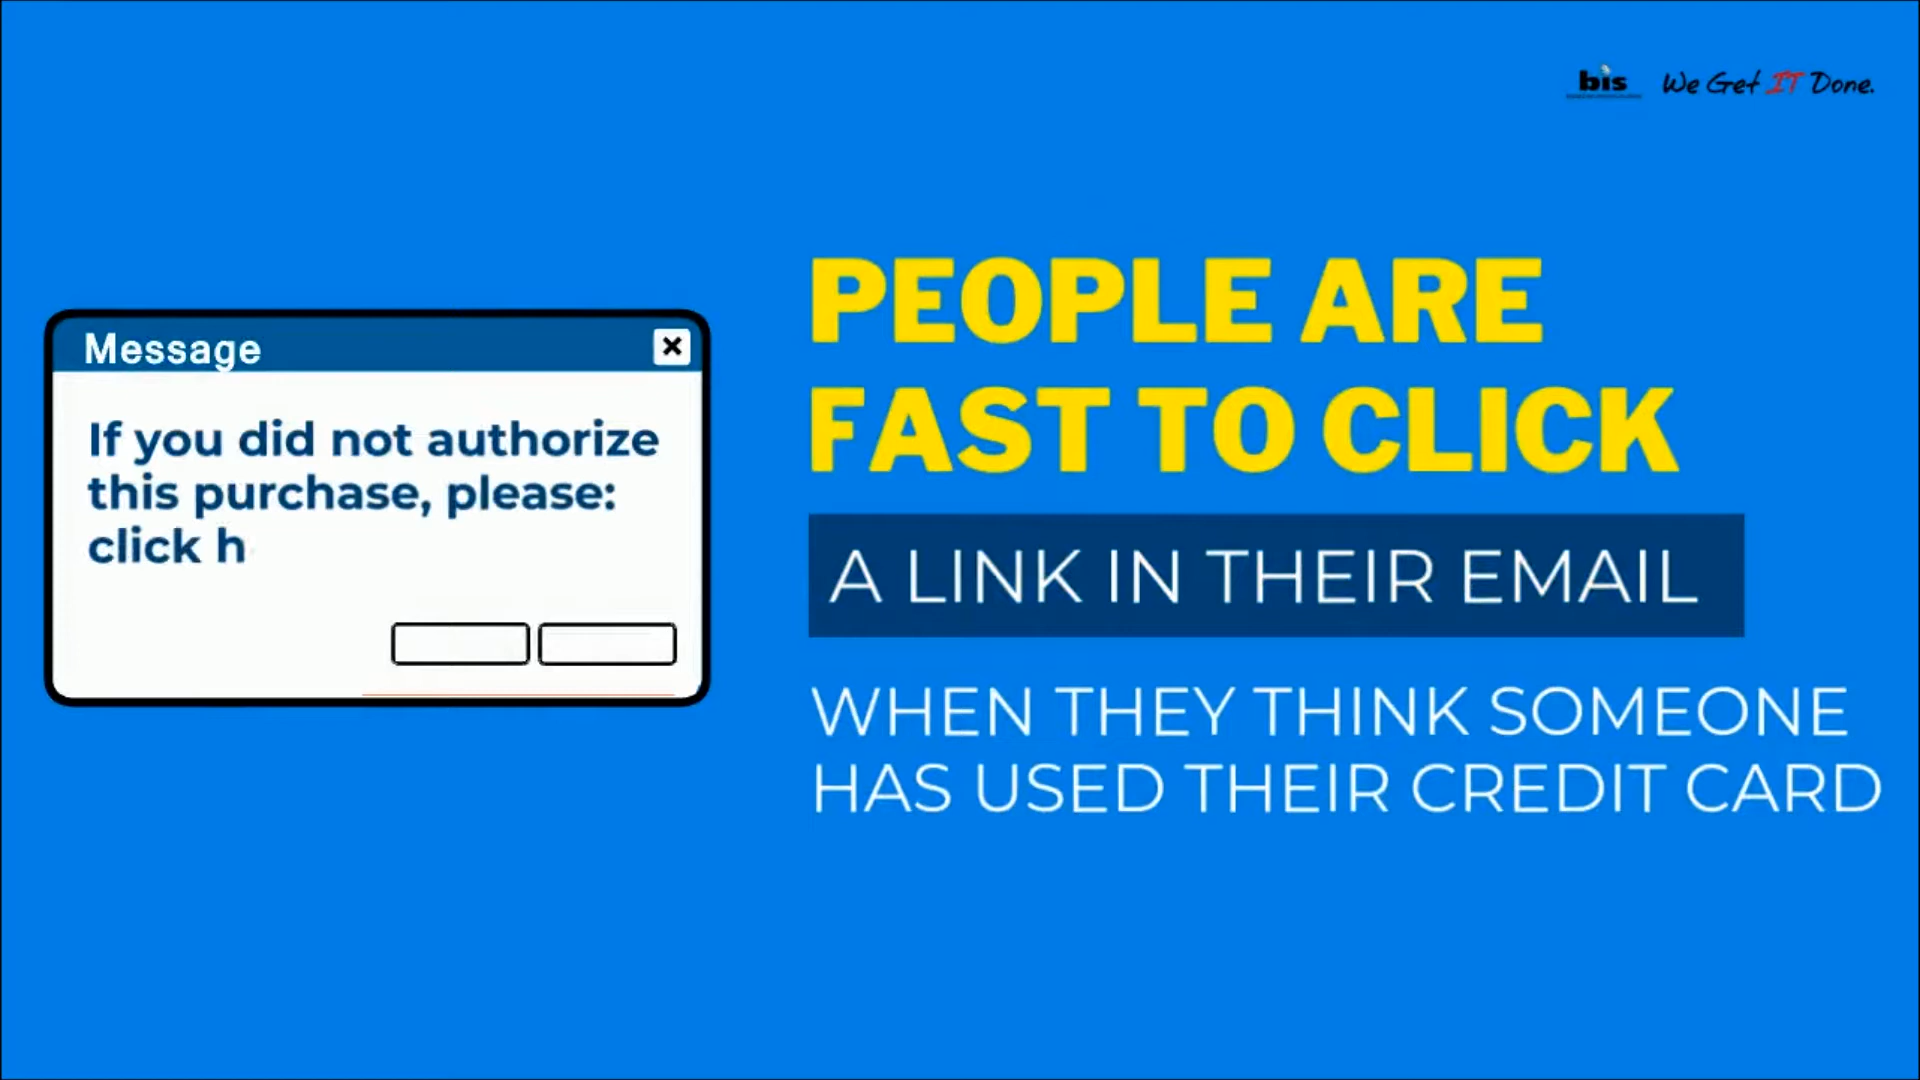 bis We Get IT Done.
Message
If you did not authorize
this purchase, please:
click h
PEOPLE ARE
FAST TO CLICK
A LINK IN THEIR EMAIL
WHEN THEY THINK SOMEONE
HAS USED THEIR CREDIT CARD